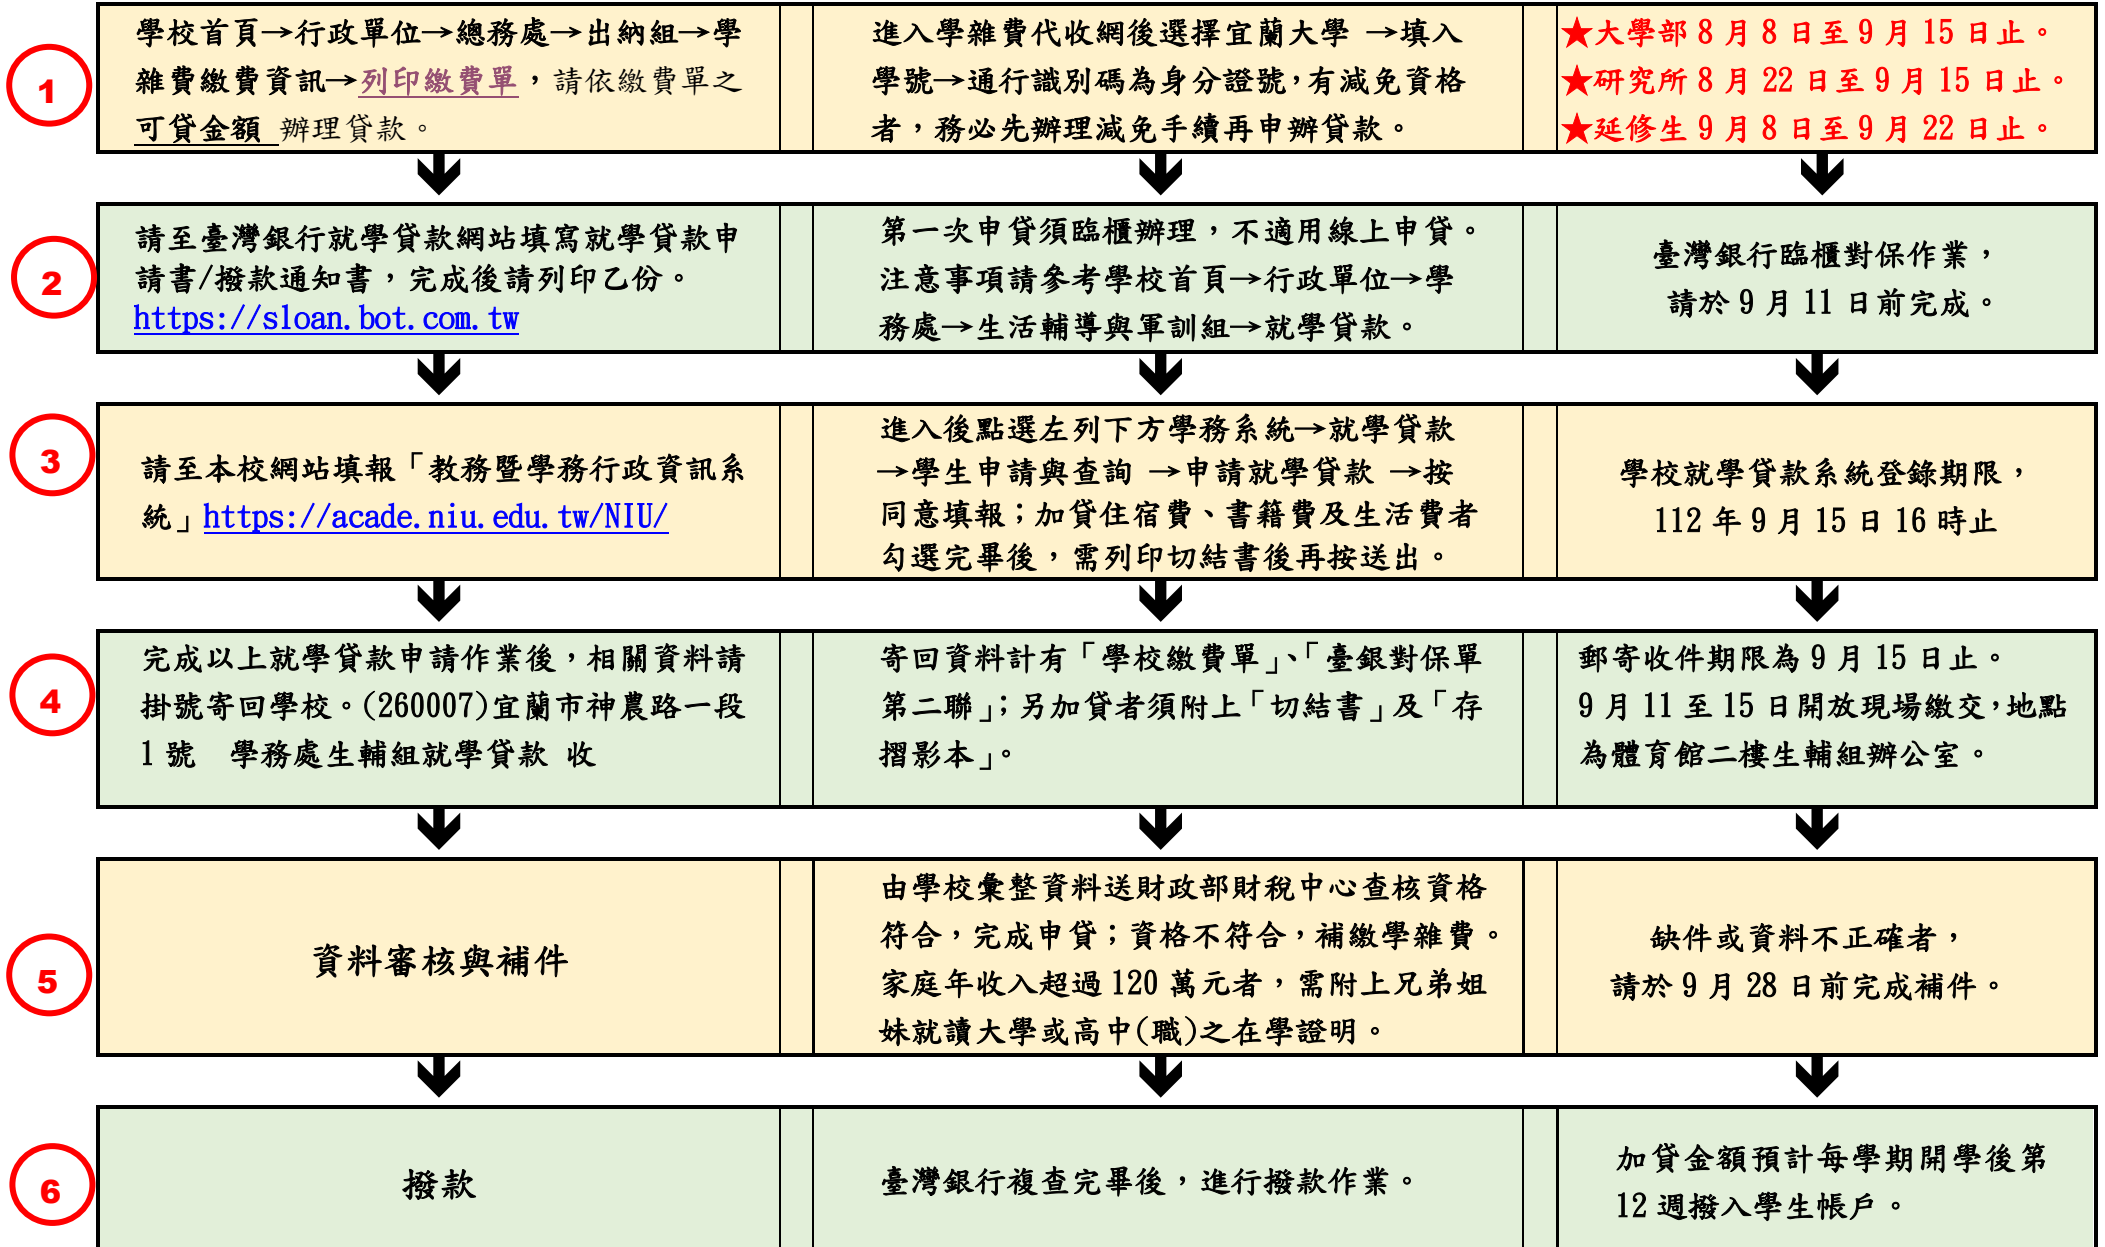 1
學校首頁→行政單位→總務處→出納組→學
雜費繳費資訊→列印繳費單，請依繳費單之
可貸金額 辦理貸款。
進入學雜費代收網後選擇宜蘭大學 →填入
學號→通行識別碼為身分證號，有減免資格
者，務必先辦理減免手續再申辦貸款。
★大學部 8 月 8 日至 9 月 15 日止。
★研究所 8 月 22 日至 9 月 15 日止。
★延修生 9 月 8 日至 9 月 22 日止。
2
請至臺灣銀行就學貸款網站填寫就學貸款申
請書/撥款通知書，完成後請列印乙份。
https://sloan.bot.com.tw
第一次申貸須臨櫃辦理，不適用線上申貸。
注意事項請參考學校首頁→行政單位→學
務處→生活輔導與軍訓組→就學貸款。
臺灣銀行臨櫃對保作業，
請於 9 月 11 日前完成。
3
請至本校網站填報「教務暨學務行政資訊系
統」https://acade.niu.edu.tw/NIU/
進入後點選左列下方學務系統→就學貸款
→學生申請與查詢 →申請就學貸款 →按
同意填報；加貸住宿費、書籍費及生活費者
勾選完畢後，需列印切結書後再按送出。
學校就學貸款系統登錄期限，
112 年 9 月 15 日 16 時止
4
完成以上就學貸款申請作業後，相關資料請
掛號寄回學校。(260007)宜蘭市神農路一段
1 號　學務處生輔組就學貸款 收
寄回資料計有「學校繳費單」、「臺銀對保單
第二聯」；另加貸者須附上「切結書」及「存
摺影本」。
郵寄收件期限為 9 月 15 日止。
9 月 11 至 15 日開放現場繳交，地點
為體育館二樓生輔組辦公室。
5
資料審核與補件
由學校彙整資料送財政部財稅中心查核資格
符合，完成申貸；資格不符合，補繳學雜費。
家庭年收入超過 120 萬元者，需附上兄弟姐
妹就讀大學或高中(職)之在學證明。
缺件或資料不正確者，
請於 9 月 28 日前完成補件。
6
撥款
臺灣銀行複查完畢後，進行撥款作業。
加貸金額預計每學期開學後第
12 週撥入學生帳戶。